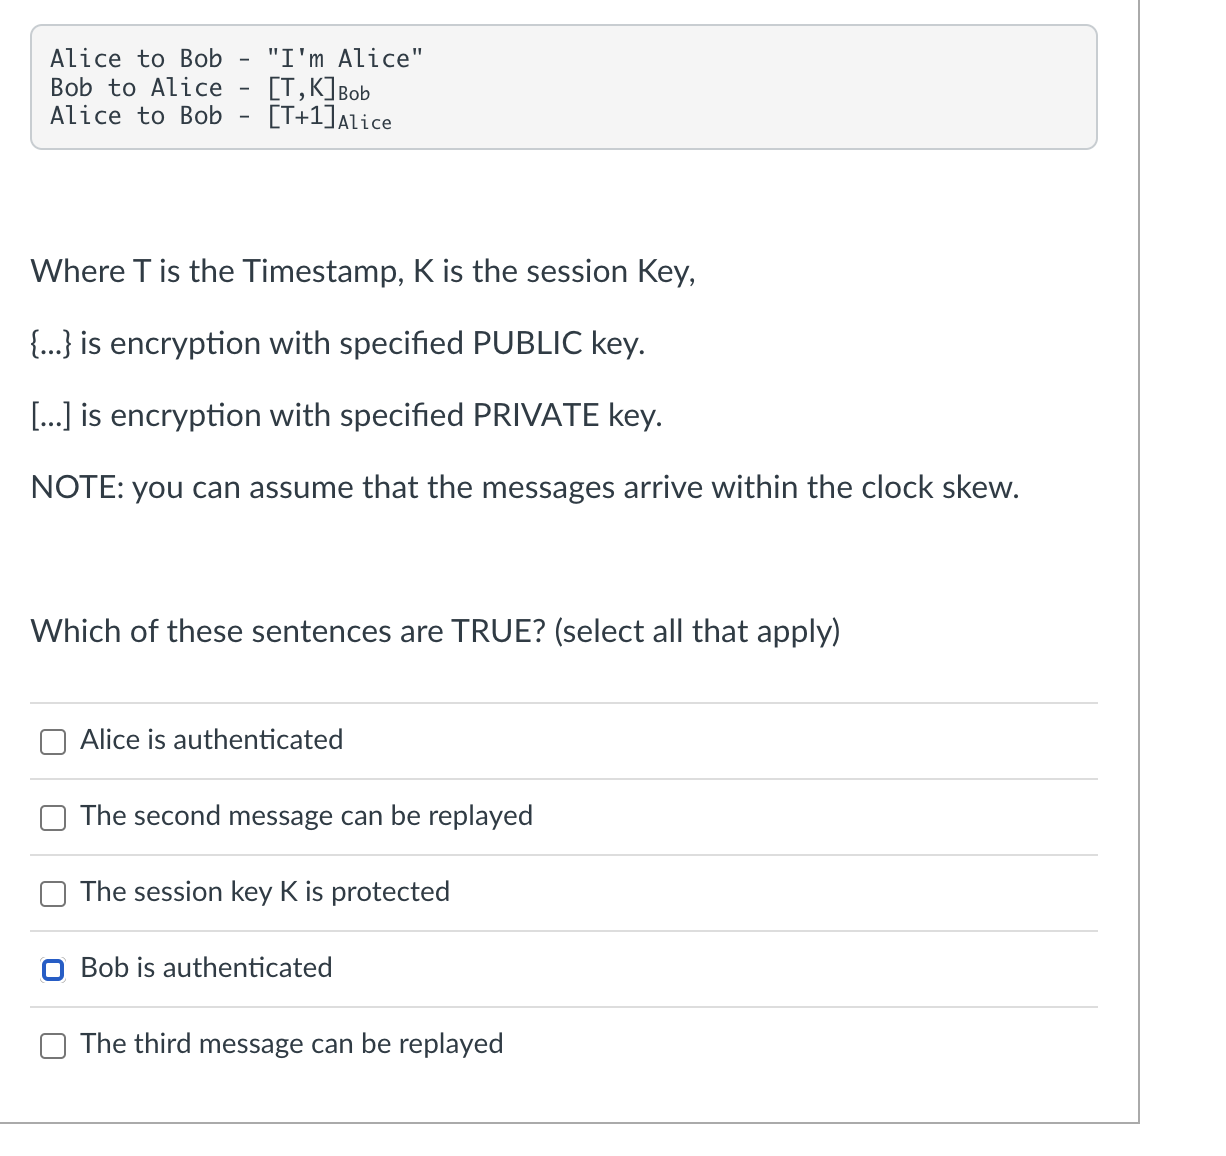 Alice to Bob - "I'm Alice"
Bob to Alice - [T,K]Bob
Alice to Bob - [T+1]Alice
Where T is the Timestamp, K is the session Key,
{...} is encryption with specified PUBLIC key.
[...] is encryption with specified PRIVATE key.
NOTE: you can assume that the messages arrive within the clock skew.
Which of these sentences are TRUE? (select all that apply)
Alice is authenticated
The second message can be replayed
The session key K is protected
Bob is authenticated
The third message can be replayed